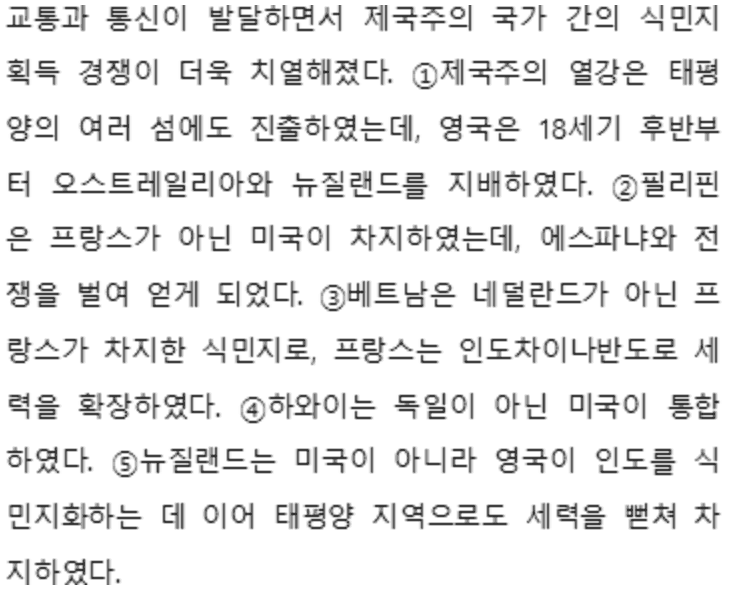 교통과 통신이 발달하면서 제국주의 국가 간의 식민지
획득 경쟁이 더욱 치열해졌다. ①제국주의 열강은 태평
양의 여러 섬에도 진출하였는데, 영국은 18세기 후반부
터 오스트레일리아와 뉴질랜드를 지배하였다. ②필리핀
은 프랑스가 아닌 미국이 차지하였는데, 에스파냐와 전
쟁을 벌여 얻게 되었다. ③베트남은 네덜란드가 아닌 프
랑스가 차지한 식민지로, 프랑스는 인도차이나반도로 세
력을 확장하였다. ④하와이는 독일이 아닌 미국이 통합
하였다. ⑤뉴질랜드는 미국이 아니라 영국이 인도를 식
민지화하는 데 이어 태평양 지역으로도 세력을 뻗쳐 차
지하였다.